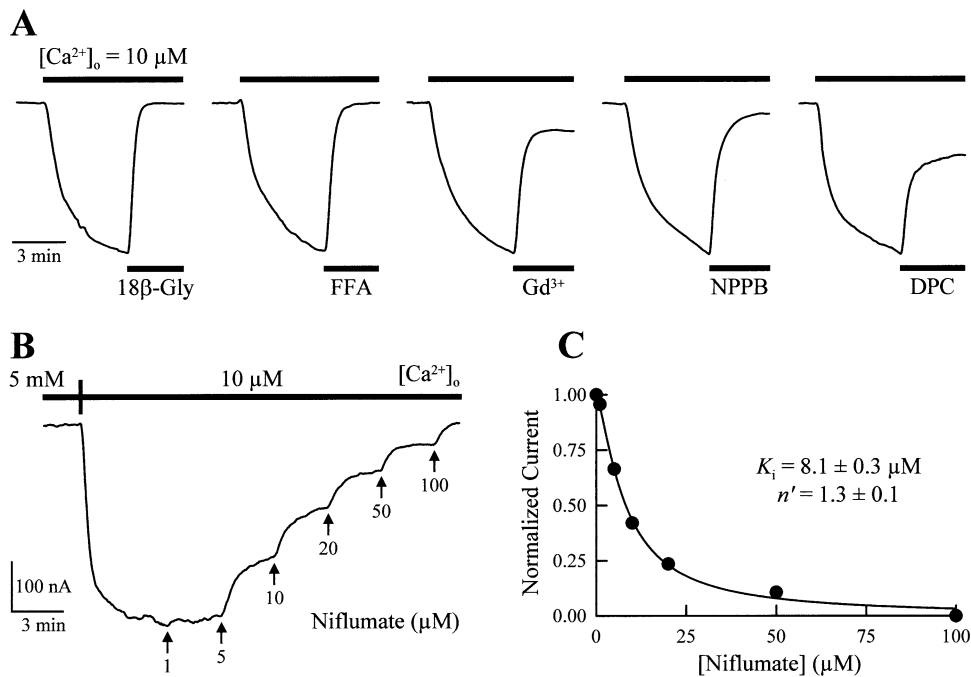 A
[Ca²⁺]ₒ = 10 µM
3 min
18β-Gly
FFA
Gd³⁺
NPPB
DPC
B
5 mM
10 µM
[Ca²⁺]ₒ
100 nA
3 min
1
5
10
20
50
100
Niflumate (µM)
C
Normalized Current
1.00
0.75
0.50
0.25
0.00
Kᵢ = 8.1 ± 0.3 µM
n' = 1.3 ± 0.1
0
25
50
75
100
[Niflumate] (µM)